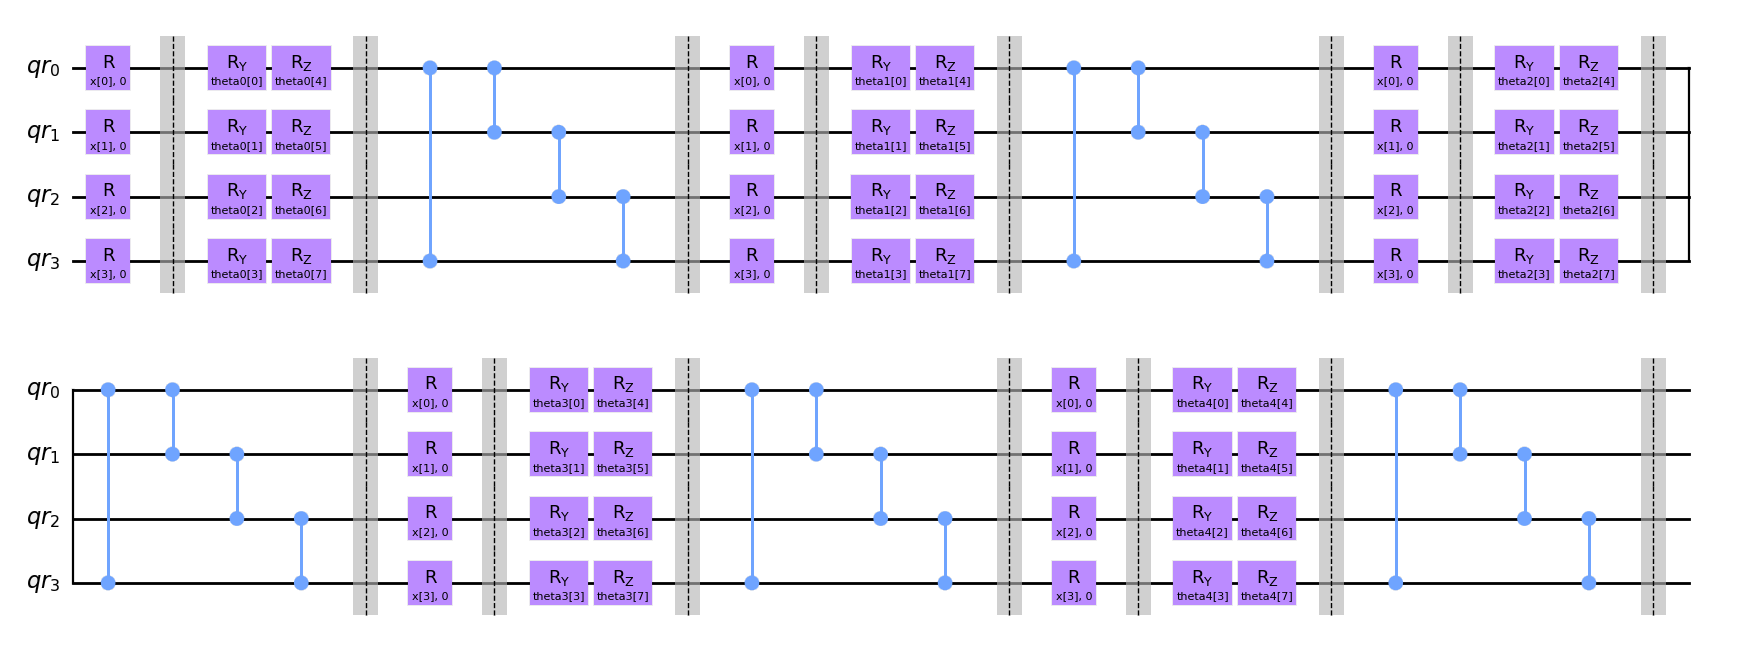 qr0 R R_Y R_Z R R_Y R_Z R R_Y R_Z
x[0], 0 theta0[0] theta0[4] x[0], 0 theta1[0] theta1[4] x[0], 0 theta2[0] theta2[4]
qr1 R R_Y R_Z R R_Y R_Z R R_Y R_Z
x[1], 0 theta0[1] theta0[5] x[1], 0 theta1[1] theta1[5] x[1], 0 theta2[1] theta2[5]
qr2 R R_Y R_Z R R_Y R_Z R R_Y R_Z
x[2], 0 theta0[2] theta0[6] x[2], 0 theta1[2] theta1[6] x[2], 0 theta2[2] theta2[6]
qr3 R R_Y R_Z R R_Y R_Z R R_Y R_Z
x[3], 0 theta0[3] theta0[7] x[3], 0 theta1[3] theta1[7] x[3], 0 theta2[3] theta2[7]
qr0 R R_Y R_Z R R_Y R_Z
x[0], 0 theta3[0] theta3[4] x[0], 0 theta4[0] theta4[4]
qr1 R R_Y R_Z R R_Y R_Z
x[1], 0 theta3[1] theta3[5] x[1], 0 theta4[1] theta4[5]
qr2 R R_Y R_Z R R_Y R_Z
x[2], 0 theta3[2] theta3[6] x[2], 0 theta4[2] theta4[6]
qr3 R R_Y R_Z R R_Y R_Z
x[3], 0 theta3[3] theta3[7] x[3], 0 theta4[3] theta4[7]